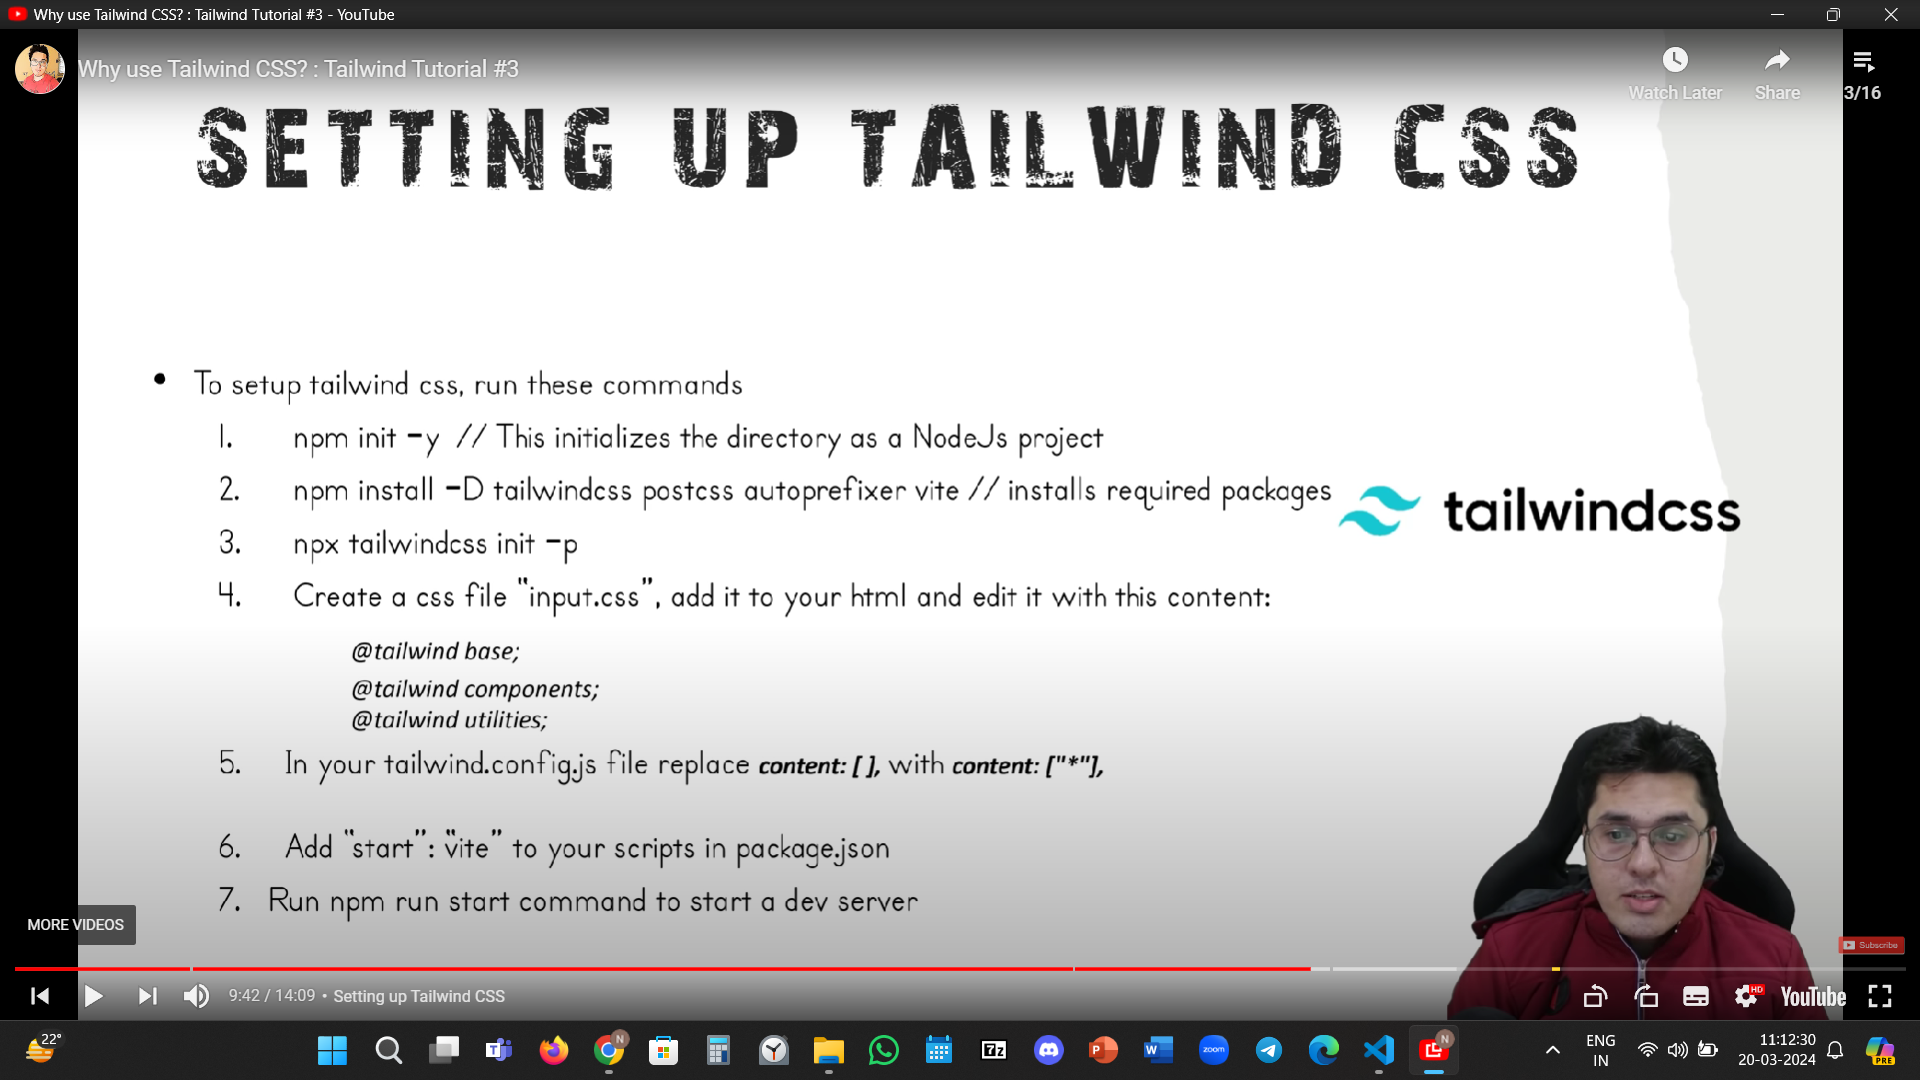 Why use Tailwind CSS? : Tailwind Tutorial #3 - YouTube
Why use Tailwind CSS? : Tailwind Tutorial #3
Watch Later
Share
3/16
SETTING UP TAILWIND CSS
• To setup tailwind css, run these commands
1. npm init -y // This initializes the directory as a NodeJs project
2. npm install -D tailwindcss postcss autoprefixer vite // installs required packages
tailwindcss
3. npx tailwindcss init -p
4. Create a css file "input.css", add it to your html and edit it with this content:
@tailwind base;
@tailwind components;
@tailwind utilities;
5. In your tailwind.config.js file replace content: [ ], with content: ["*"],
6. Add "start": "vite" to your scripts in package.json
7. Run npm run start command to start a dev server
MORE VIDEOS
Subscribe
9:42 / 14:09 • Setting up Tailwind CSS
HD
YouTube
22°
T
N
7z
P
W
zoom
N
ENG
IN
11:12:30
20-03-2024
PRE